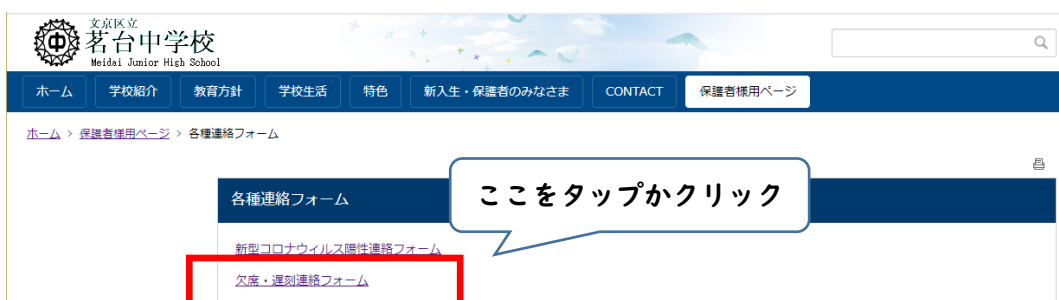 文京区立
茗台中学校
Meidai Junior High School
ホーム 学校紹介 教育方針 学校生活 特色 新入生・保護者のみなさま CONTACT 保護者様用ページ
ホーム > 保護者様用ページ > 各種連絡フォーム
ここをタップかクリック
各種連絡フォーム
新型コロナウィルス陽性連絡フォーム
欠席・遅刻連絡フォーム